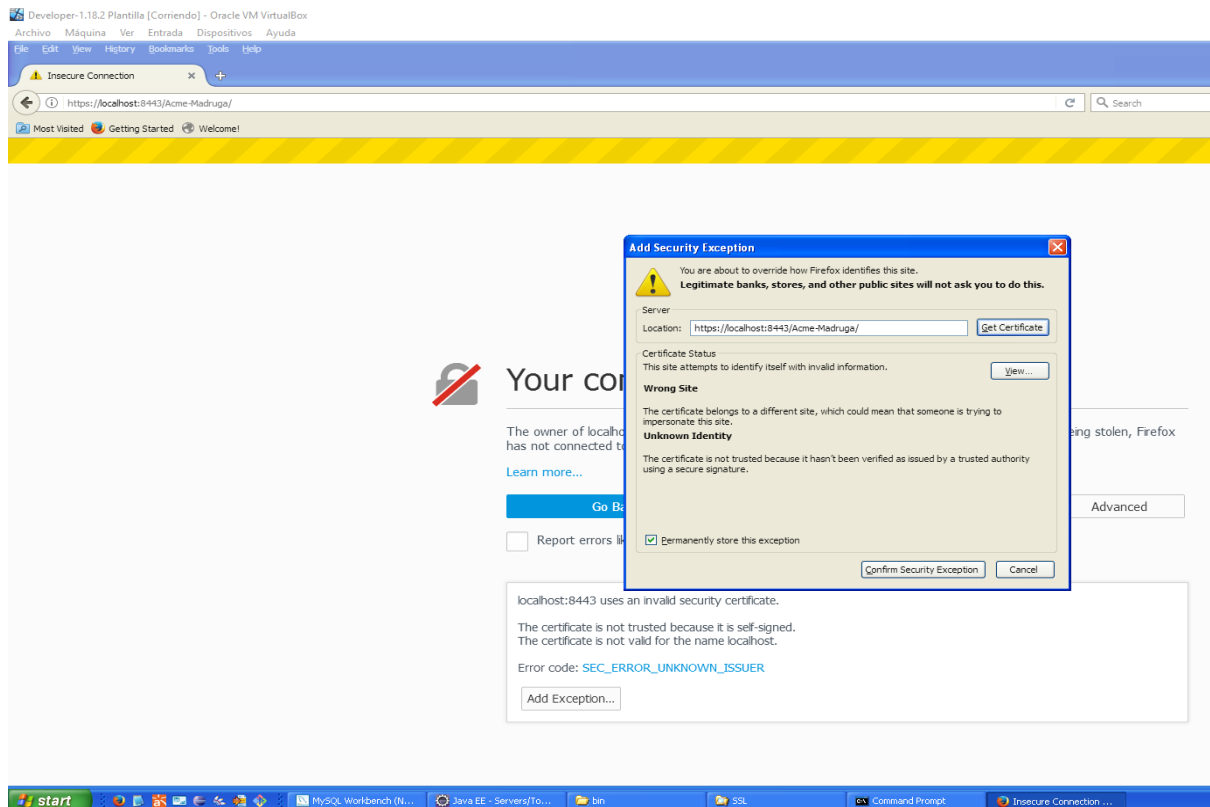 Developer-1.18.2 Plantilla [Corriendo] - Oracle VM VirtualBox
Archivo Máquina Ver Entrada Dispositivos Ayuda
File Edit View History Bookmarks Tools Help
Insecure Connection
https://localhost:8443/Acme-Madruga/
Search
Most Visited Getting Started Welcome!
Add Security Exception
You are about to override how Firefox identifies this site.
Legitimate banks, stores, and other public sites will not ask you to do this.
Server
Location: https://localhost:8443/Acme-Madruga/ Get Certificate
Certificate Status
This site attempts to identify itself with invalid information.
View...
Wrong Site
The certificate belongs to a different site, which could mean that someone is trying to
impersonate this site.
Unknown Identity
The certificate is not trusted because it hasn't been verified as issued by a trusted authority
using a secure signature.
Permanently store this exception
Confirm Security Exception Cancel
Your
The owner of
eing stolen, Firefox
has not connected
Learn more...
Go
Advanced
Report errors
localhost:8443 uses an invalid security certificate.
The certificate is not trusted because it is self-signed.
The certificate is not valid for the name localhost.
Error code: SEC_ERROR_UNKNOWN_ISSUER
Add Exception...
start MySQL Workbench (N... Java EE - Servers/To... bin SSL Command Prompt Insecure Connection ...